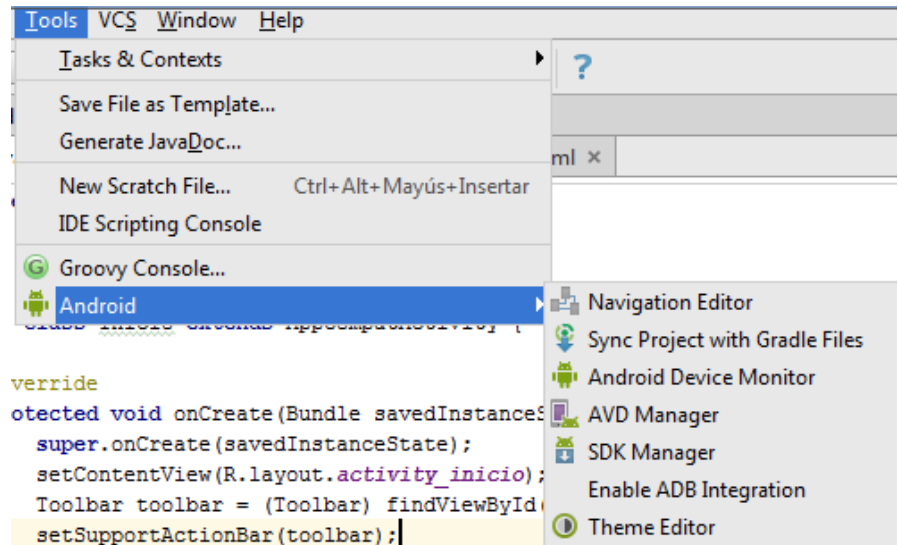 Tools VCS Window Help
Tasks & Contexts
?
Save File as Template...
Generate JavaDoc...
ml ×
New Scratch File... Ctrl+Alt+Mayús+Insertar
IDE Scripting Console
Groovy Console...
Android
Navigation Editor
Sync Project with Gradle Files
Android Device Monitor
AVD Manager
SDK Manager
Enable ADB Integration
Theme Editor
verride
otected void onCreate(Bundle savedInstanceS
super.onCreate(savedInstanceState);
setContentView(R.layout.activity_inicio);
Toolbar toolbar = (Toolbar) findViewById(
setSupportActionBar(toolbar);